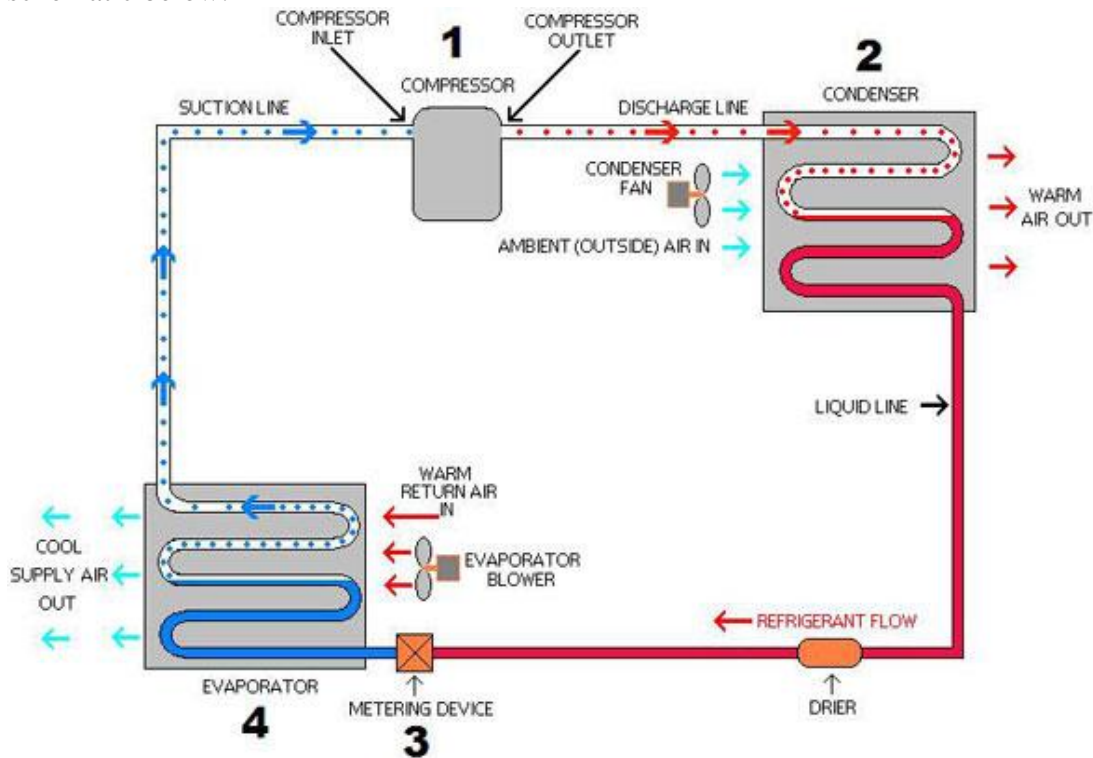 COMPRESSOR
INLET
1
COMPRESSOR
OUTLET
2
COMPRESSOR
CONDENSER
SUCTION LINE
DISCHARGE LINE
CONDENSER
FAN
WARM
AIR OUT
AMBIENT (OUTSIDE) AIR IN
LIQUID LINE
WARM
RETURN AIR
IN
COOL
SUPPLY AIR
OUT
EVAPORATOR
BLOWER
REFRIGERANT FLOW
EVAPORATOR
4
METERING DEVICE
3
DRIER